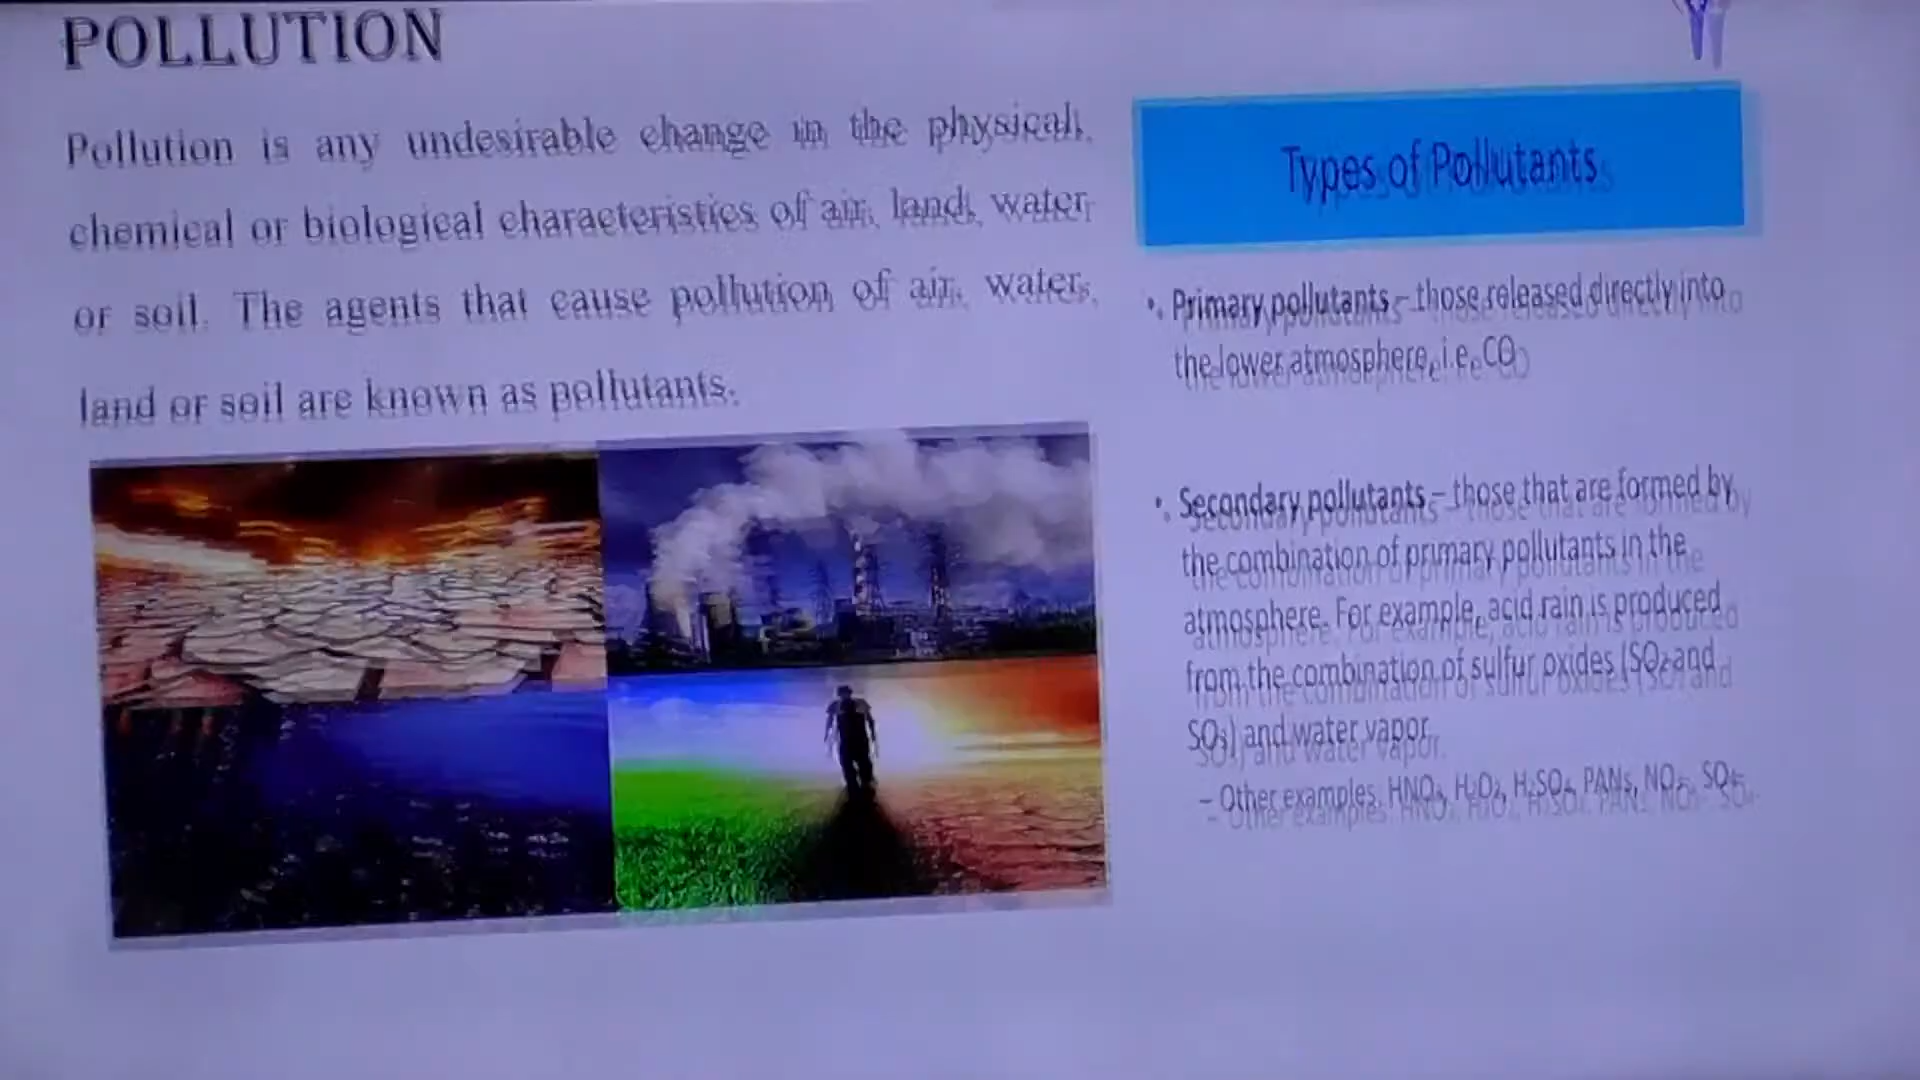 POLLUTION
Pollution is any undesirable change in the physical,
chemical or biological characteristics of air, land, water
or soil. The agents that cause pollution of air, water,
land or soil are known as pollutants.
Types of Pollutants
• Primary pollutants – those released directly into
the lower atmosphere, i.e. CO
• Secondary pollutants – those that are formed by
the combination of primary pollutants in the
atmosphere. For example, acid rain is produced
from the combination of sulfur oxides (SO₂ and
SO₃) and water vapor.
– Other examples, HNO₃, H₂O₂, H₂SO₄, PANs,